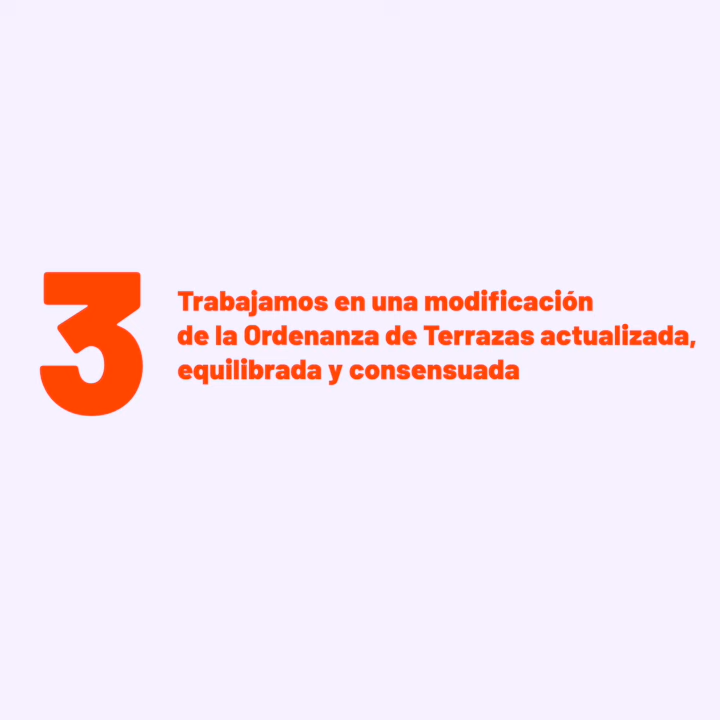 3
Trabajamos en una modificación
de la Ordenanza de Terrazas actualizada,
equilibrada y consensuada